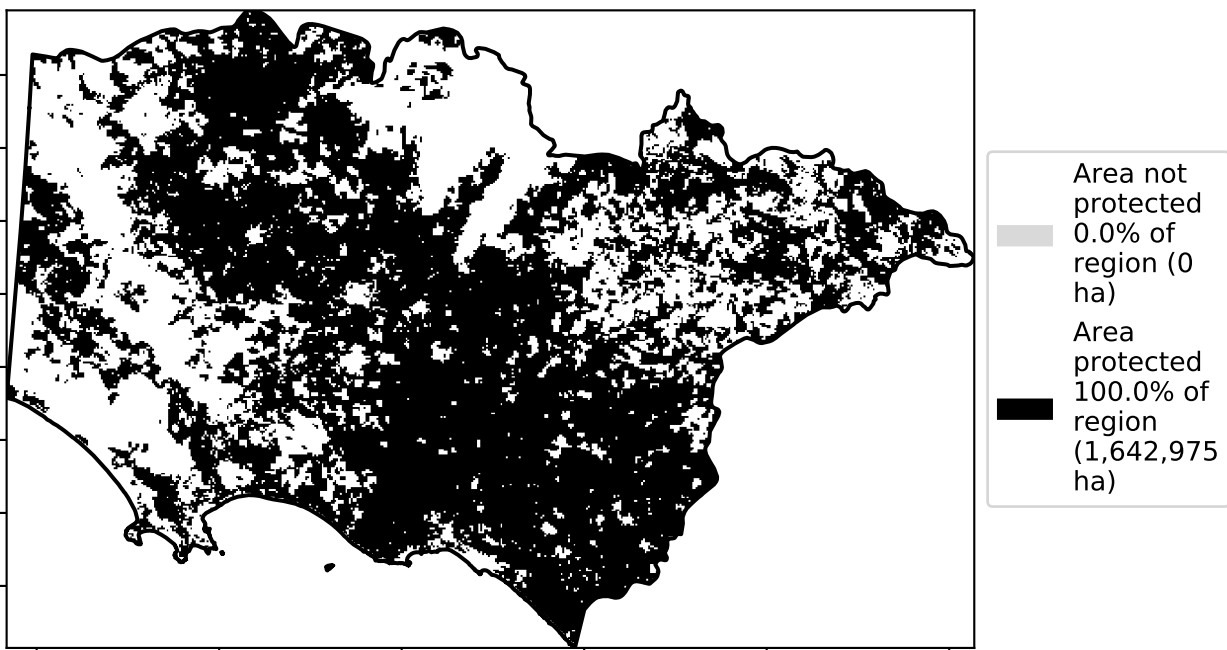 Area not
protected
0.0% of
region (0
ha)
Area
protected
100.0% of
region
(1,642,975
ha)